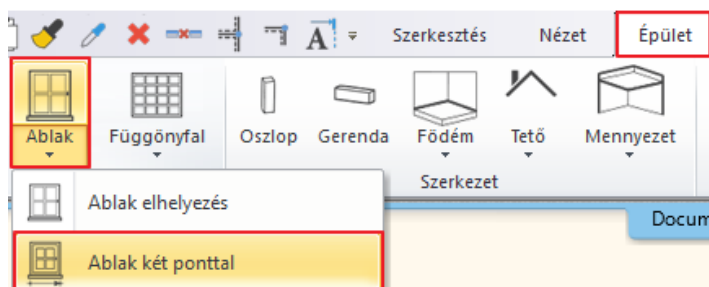 A Szerkesztés Nézet Épület
Ablak Függönyfal Oszlop Gerenda Födém Tető Mennyezet
Szerkezet
Ablak elhelyezés
Docum
Ablak két ponttal